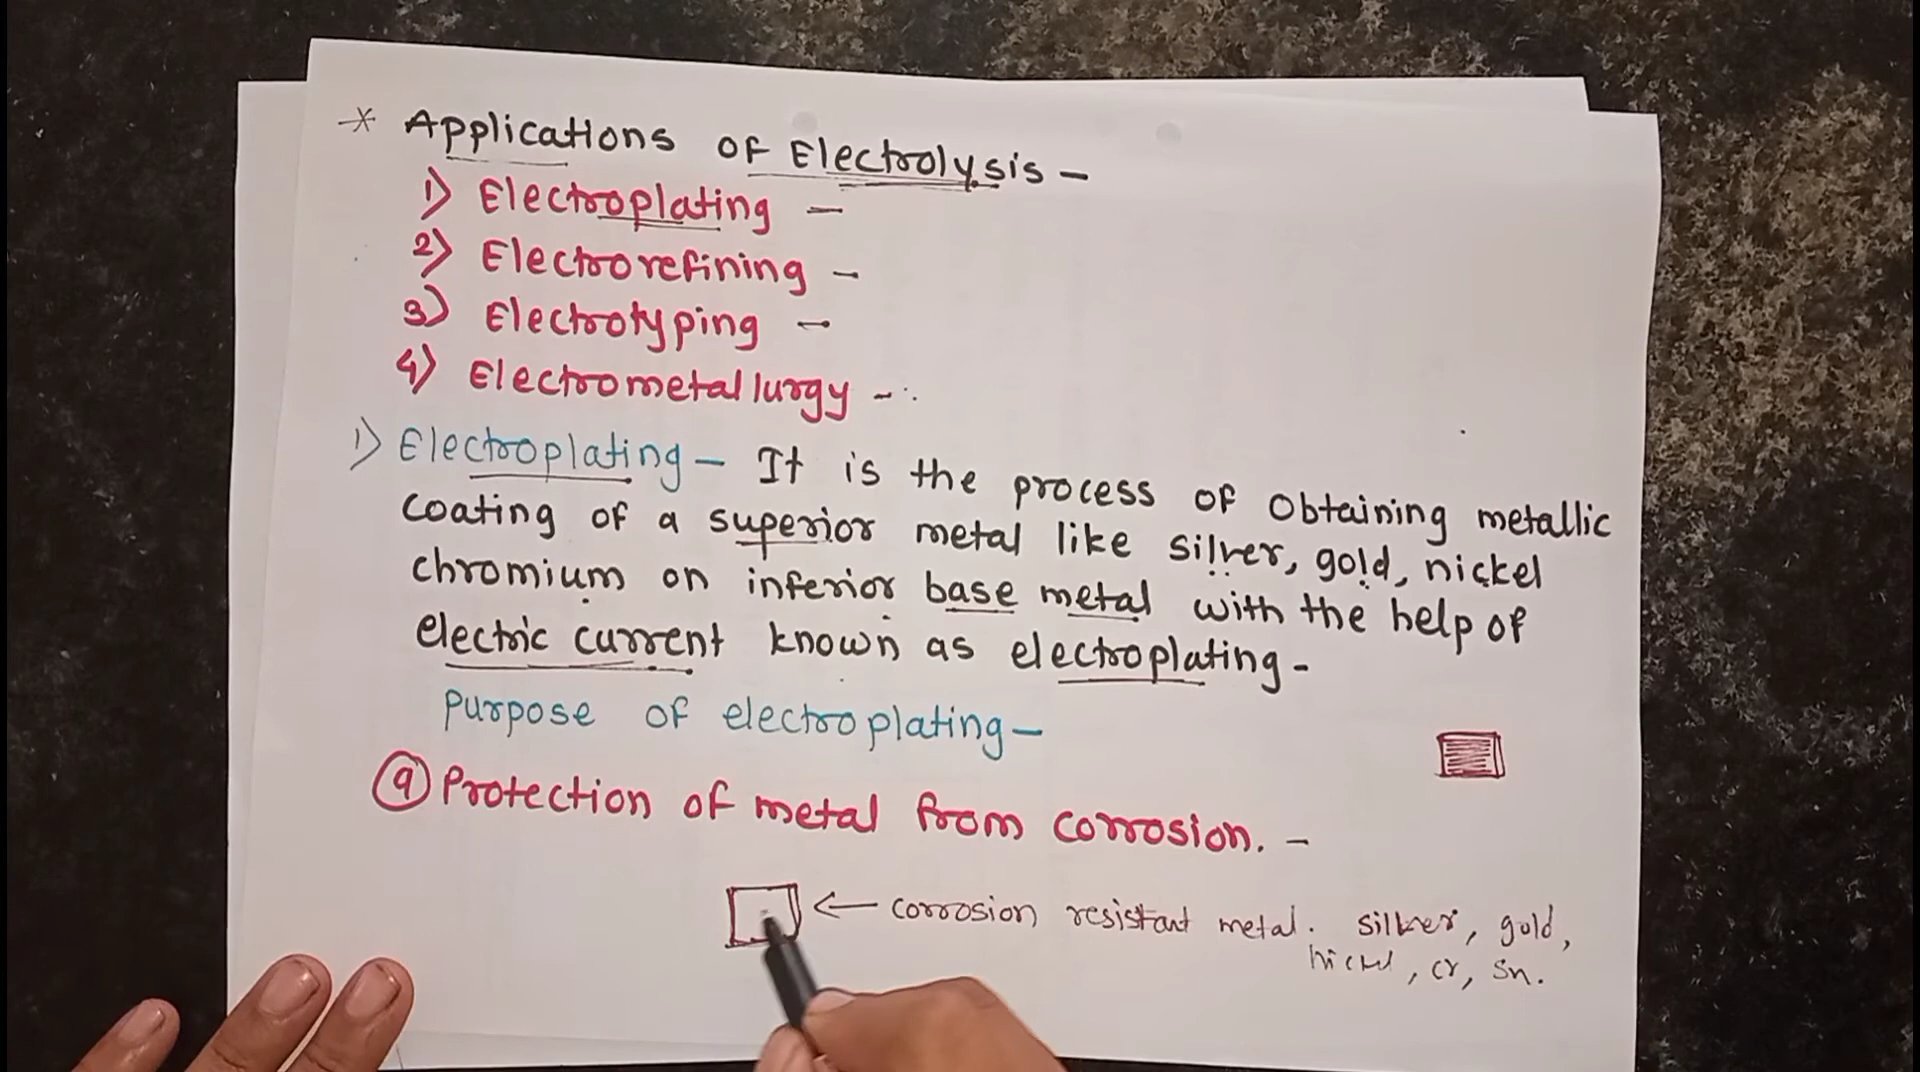 * Applications of Electrolysis -
1) Electroplating -
2) Electrorefining -
3) Electrotyping -
4) Electrometallurgy -
1) Electroplating - It is the process of obtaining metallic
coating of a superior metal like silver, gold, nickel
chromium on inferior base metal with the help of
electric current known as electroplating -
Purpose of electroplating -
a Protection of metal from corrosion. -
← corrosion resistant metal. silver, gold,
nickel, cr, sn.